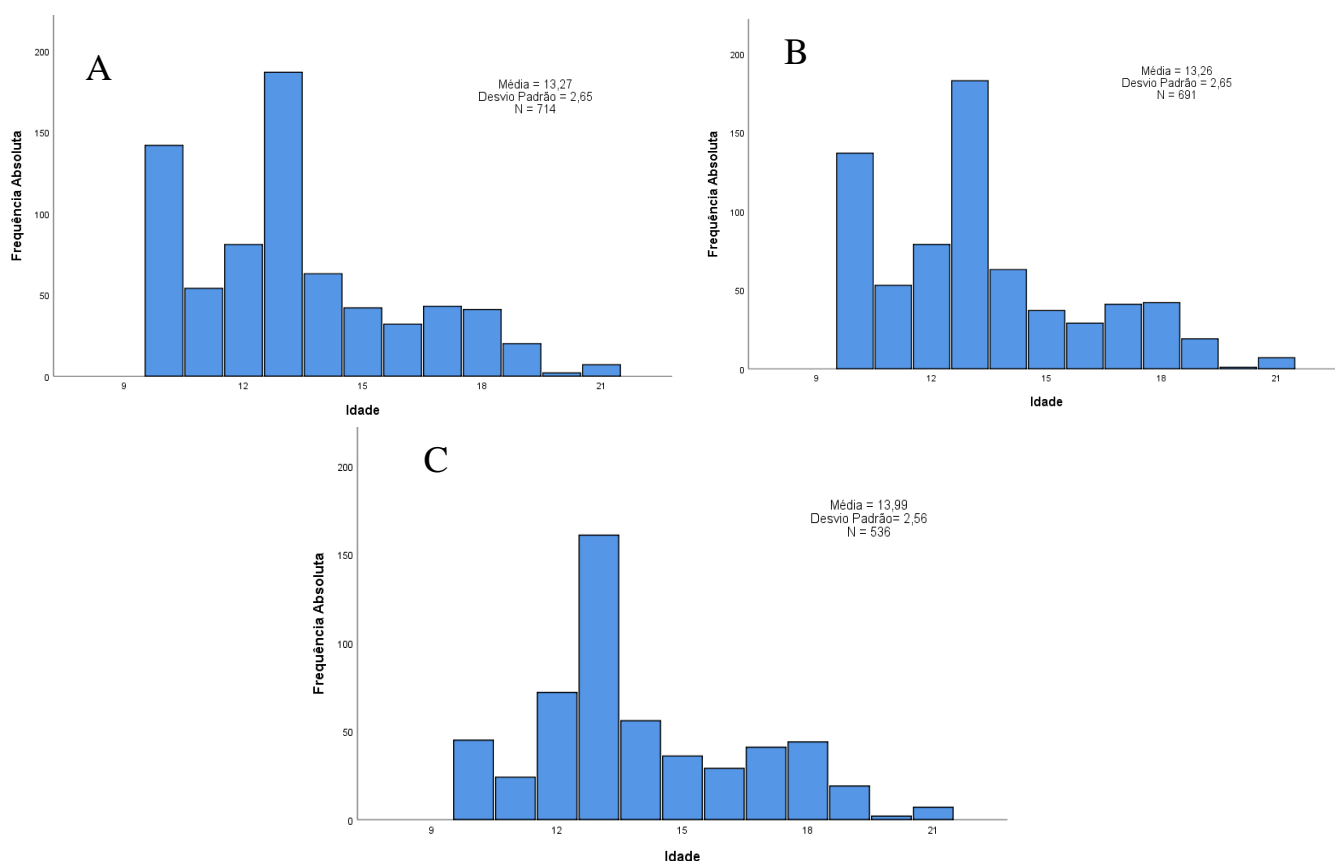 A
Média = 13,27
Desvio Padrão = 2,65
N = 714
200
150
100
50
0
Frequência Absoluta
9 12 15 18 21
Idade
B
Média = 13,26
Desvio Padrão = 2,65
N = 691
200
150
100
50
0
Frequência Absoluta
9 12 15 18 21
Idade
C
Média = 13,99
Desvio Padrão= 2,56
N = 536
200
150
100
50
0
Frequência Absoluta
9 12 15 18 21
Idade